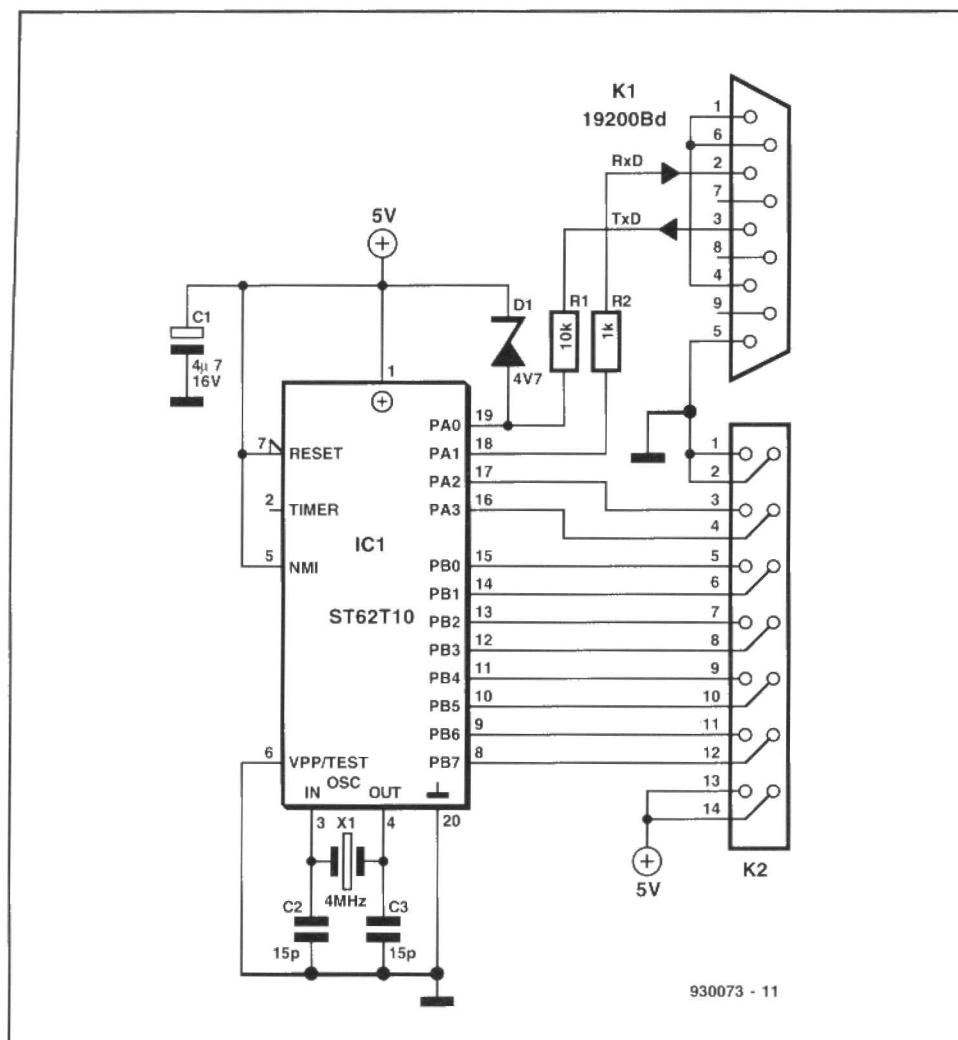 K1
19200Bd
1
6
RxD
2
7
TxD
3
8
4
9
5
5V
C1
4µ7
16V
1
D1
4V7
R1
10k
R2
1k
7
RESET
2
TIMER
5
NMI
IC1
ST62T10
6
VPP/TEST
OSC
IN
OUT
3
4
20
PA0
19
PA1
18
PA2
17
PA3
16
PB0
15
PB1
14
PB2
13
PB3
12
PB4
11
PB5
10
PB6
9
PB7
8
1
2
3
4
5
6
7
8
9
10
11
12
13
14
K2
5V
X1
4MHz
C2
15p
C3
15p
930073 - 11